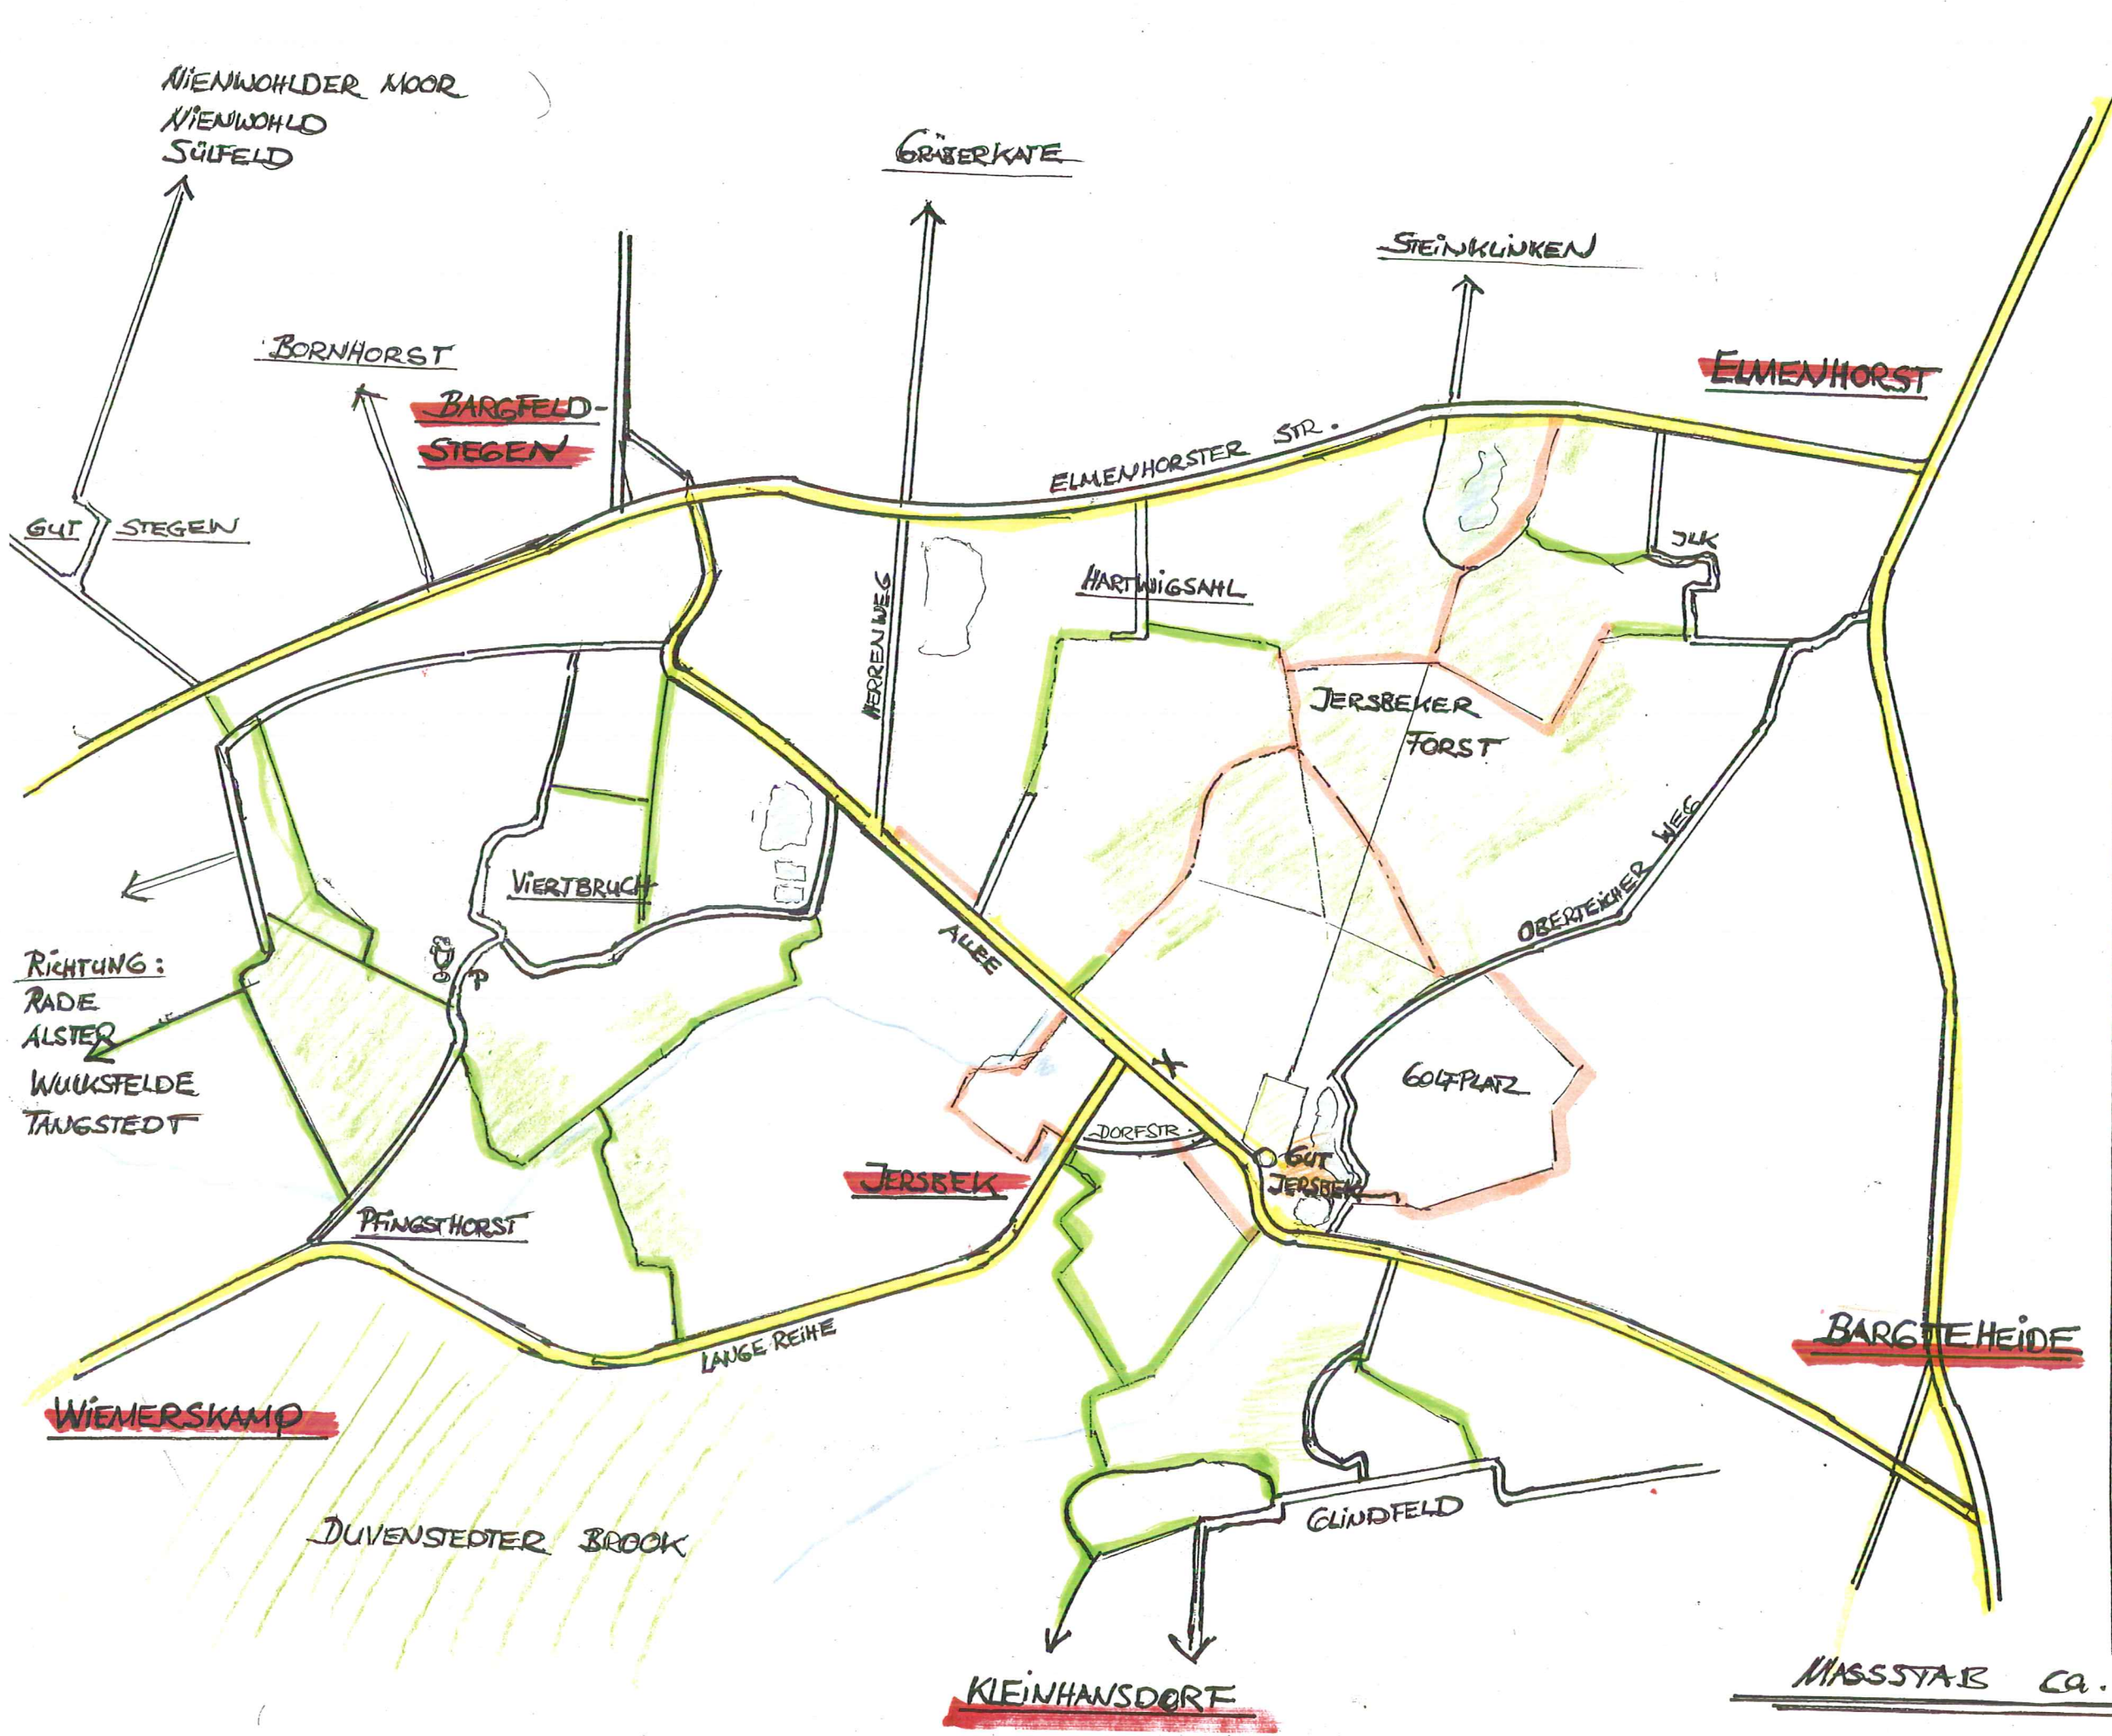 NIENWOHLDER MOOR
NIENWOHLD
SÜLFELD
GRÄBERKATE
STEINKLINKEN
BORNHORST
ELMENHORST
BARGFELD-
STEGEN
ELMENHORSTER STR.
GUT STEGEN
JLK
HARTWIGSAHL
HERRENWEG
JERSBEKER
FORST
OBERTEICHER WEG
VIERTBRUCH
ALLEE
P
RICHTUNG:
RADE
ALSTER
WULKSFELDE
TANGSTEDT
GOLFPLATZ
DORFSTR.
GUT
JERSBEK
JERSBEK
PFINGSTHORST
LANGE REIHE
BARGTEHEIDE
WIEMERSKAMP
GLINDFELD
DUVENSTEDTER BROOK
KLEINHANSDORF
MASSSTAB ca.